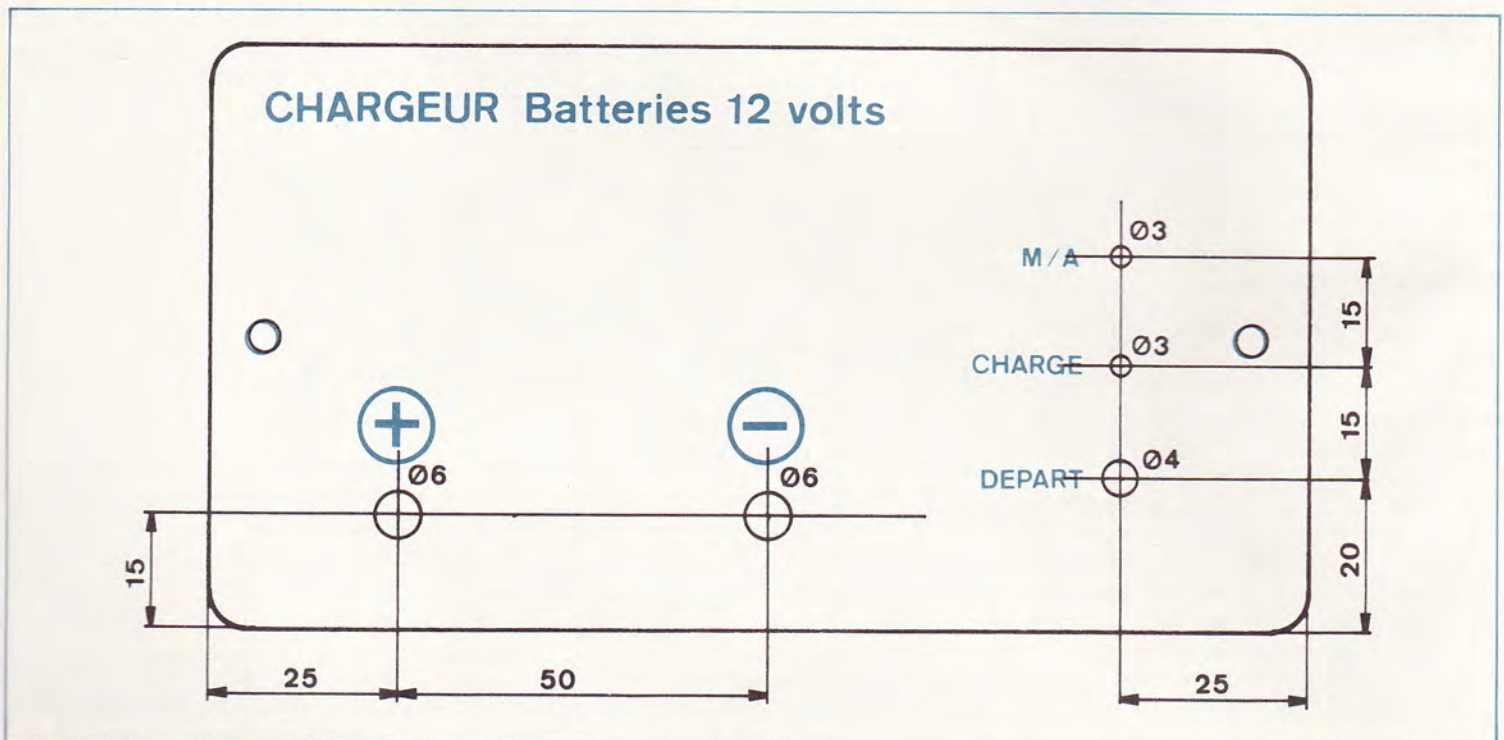 CHARGEUR Batteries 12 volts
Ø3
M/A
15
Ø3
CHARGE
+
−
15
Ø4
DEPART
Ø6
Ø6
20
15
25
50
25